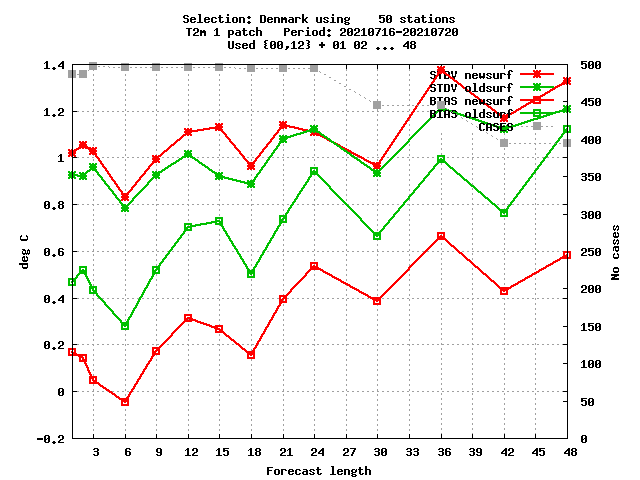 Selection: Denmark using    50 stations
T2m 1 patch   Period: 20210716-20210720
Used {00,12} + 01 02 ... 48
1.4
1.2
1
0.8
0.6
0.4
0.2
0
-0.2
deg C
500
450
400
350
300
250
200
150
100
50
0
No cases
STDV newsurf
STDV oldsurf
BIAS newsurf
BIAS oldsurf
CASES
3 6 9 12 15 18 21 24 27 30 33 36 39 42 45 48
Forecast length